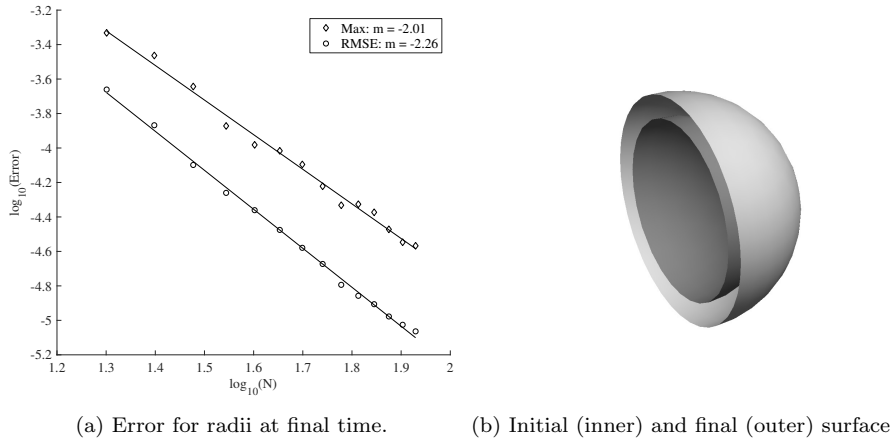 -3.2
-3.4
-3.6
-3.8
-4
-4.2
-4.4
-4.6
-4.8
-5
-5.2
log₁₀(Error)
Max: m = -2.01
RMSE: m = -2.26
1.2 1.3 1.4 1.5 1.6 1.7 1.8 1.9 2
log₁₀(N)
(a) Error for radii at final time.
(b) Initial (inner) and final (outer) surface